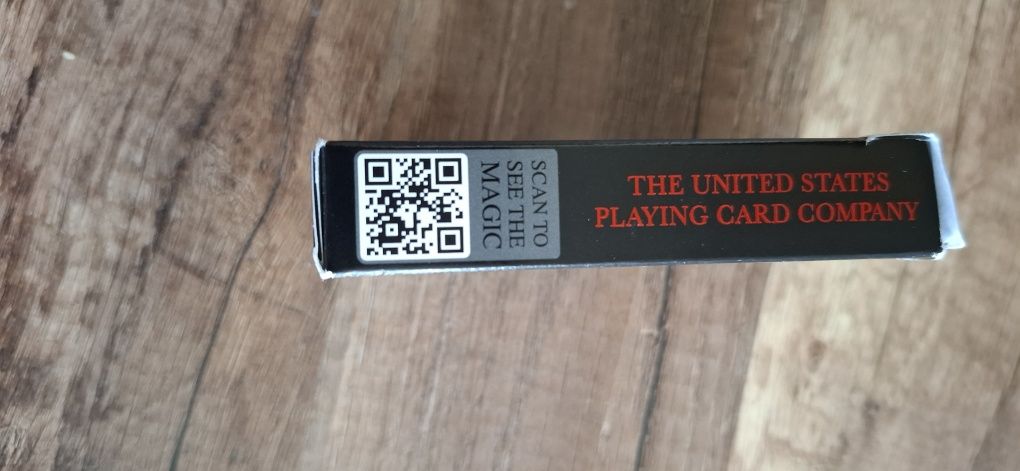 SCAN TO
SEE THE
MAGIC
THE UNITED STATES
PLAYING CARD COMPANY